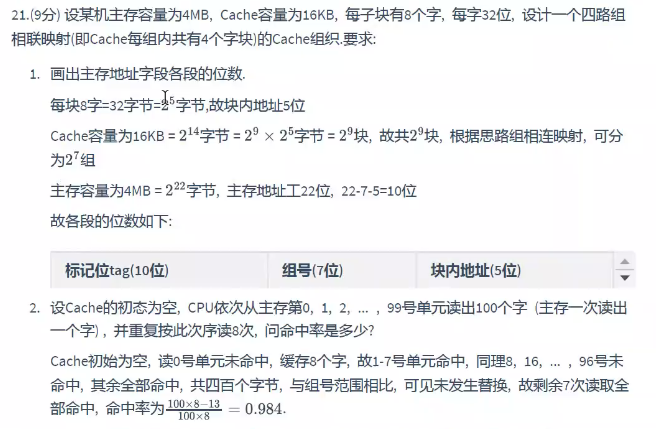 21.(9分) 设某机主存容量为4MB, Cache容量为16KB, 每子块有8个字, 每字32位, 设计一个四路组
相联映射(即Cache每组内共有4个字块)的Cache组织.要求:
1. 画出主存地址字段各段的位数.
每块8字=32字节=2^5字节,故块内地址5位
Cache容量为16KB = 2^14字节 = 2^9 × 2^5字节 = 2^9块, 故共2^9块, 根据思路组相连映射, 可分
为2^7组
主存容量为4MB = 2^22字节, 主存地址工22位, 22-7-5=10位
故各段的位数如下:
标记位tag(10位) 组号(7位) 块内地址(5位)
2. 设Cache的初态为空, CPU依次从主存第0, 1, 2, ... , 99号单元读出100个字 (主存一次读出
一个字) , 并重复按此次序读8次, 问命中率是多少?
Cache初始为空, 读0号单元未命中, 缓存8个字, 故1-7号单元命中, 同理8, 16, ... , 96号未
命中, 其余全部命中, 共四百个字节, 与组号范围相比, 可见未发生替换, 故剩余7次读取全
部命中, 命中率为 (100×8−13)/(100×8) = 0.984.